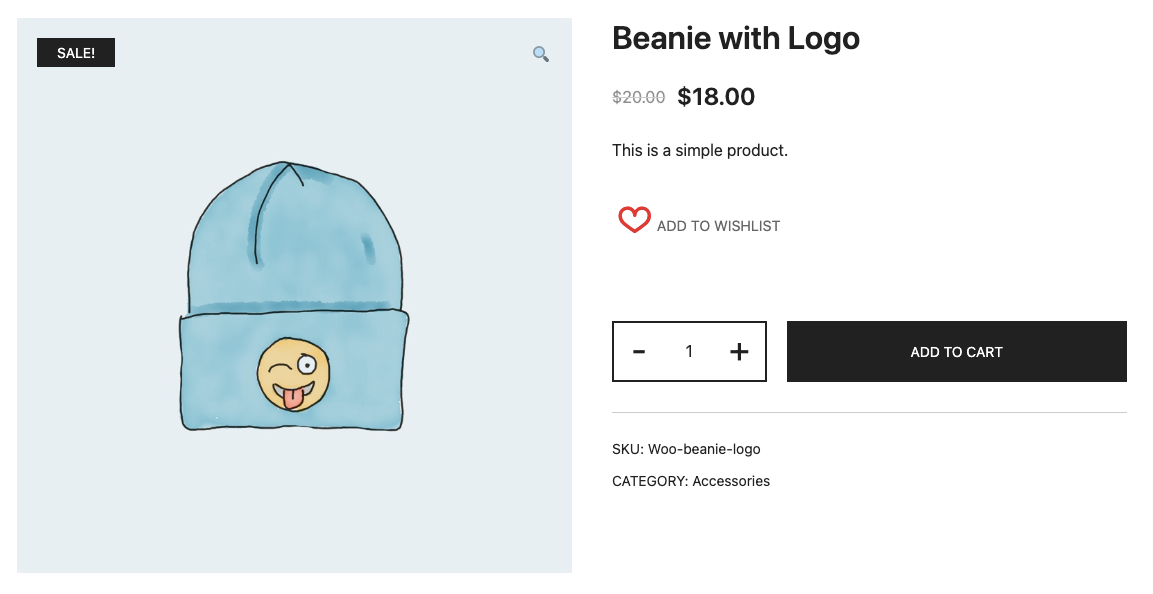 SALE!
Beanie with Logo
$20.00 $18.00
This is a simple product.
ADD TO WISHLIST
- 1 +
ADD TO CART
SKU: Woo-beanie-logo
CATEGORY: Accessories